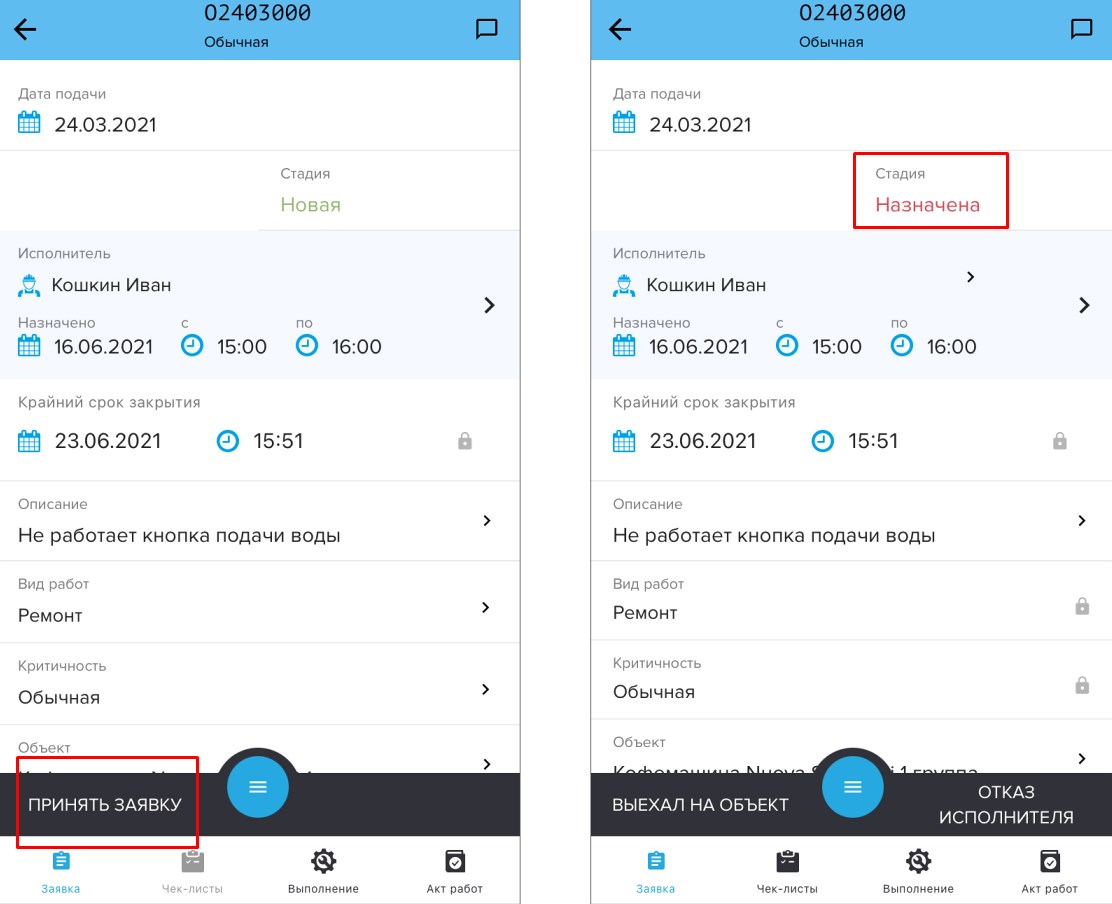 02403000
Обычная
Дата подачи
24.03.2021
Стадия
Новая
Исполнитель
Кошкин Иван
Назначено с по
16.06.2021 15:00 16:00
Крайний срок закрытия
23.06.2021 15:51
Описание
Не работает кнопка подачи воды
Вид работ
Ремонт
Критичность
Обычная
Объект
ПРИНЯТЬ ЗАЯВКУ
Заявка Чек-листы Выполнение Акт работ
02403000
Обычная
Дата подачи
24.03.2021
Стадия
Назначена
Исполнитель
Кошкин Иван
Назначено с по
16.06.2021 15:00 16:00
Крайний срок закрытия
23.06.2021 15:51
Описание
Не работает кнопка подачи воды
Вид работ
Ремонт
Критичность
Обычная
Объект
Кофемашина Nuova 1 группа
ВЫЕХАЛ НА ОБЪЕКТ
ОТКАЗ
ИСПОЛНИТЕЛЯ
Заявка Чек-листы Выполнение Акт работ